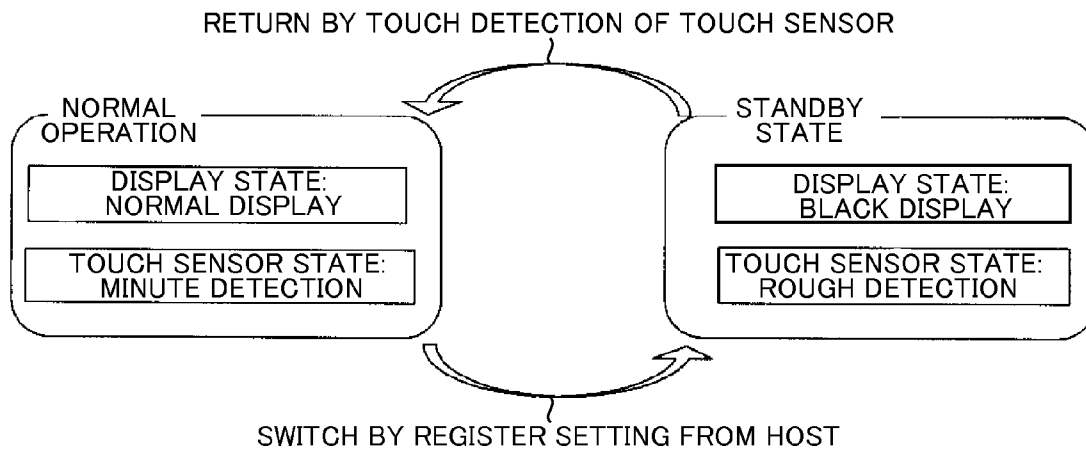 RETURN BY TOUCH DETECTION OF TOUCH SENSOR
NORMAL
OPERATION
DISPLAY STATE:
NORMAL DISPLAY
TOUCH SENSOR STATE:
MINUTE DETECTION
STANDBY
STATE
DISPLAY STATE:
BLACK DISPLAY
TOUCH SENSOR STATE:
ROUGH DETECTION
SWITCH BY REGISTER SETTING FROM HOST